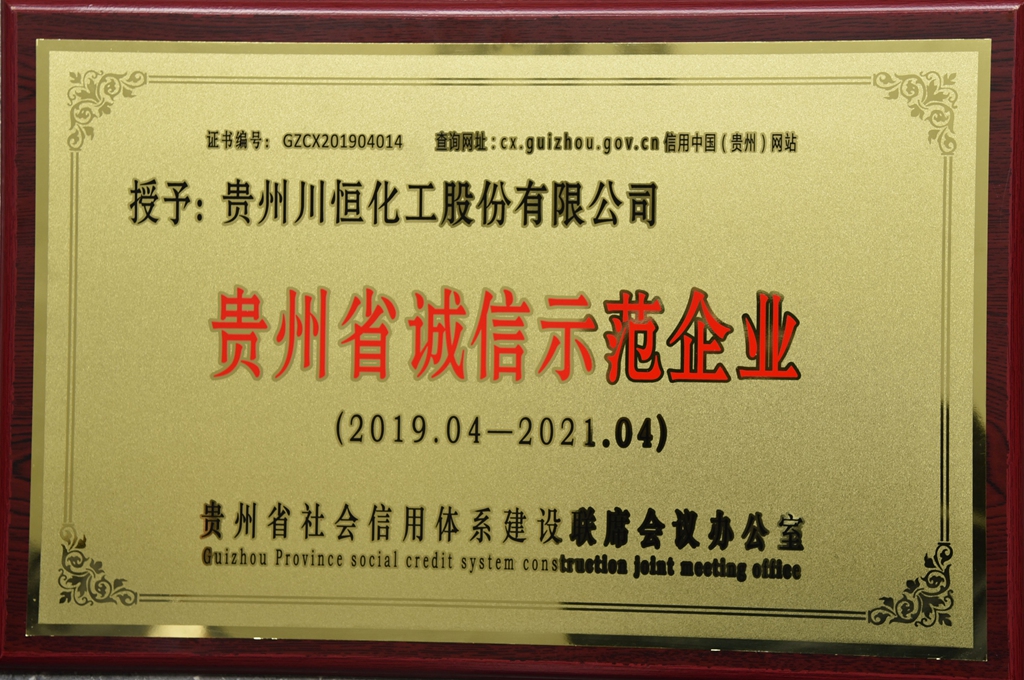 证书编号： GZCX201904014 查询网址：cx.guizhou.gov.cn 信用中国（贵州）网站
授予: 贵州川恒化工股份有限公司
贵州省诚信示范企业
(2019.04—2021.04)
贵州省社会信用体系建设联席会议办公室
Guizhou Province social credit system construction joint meeting office